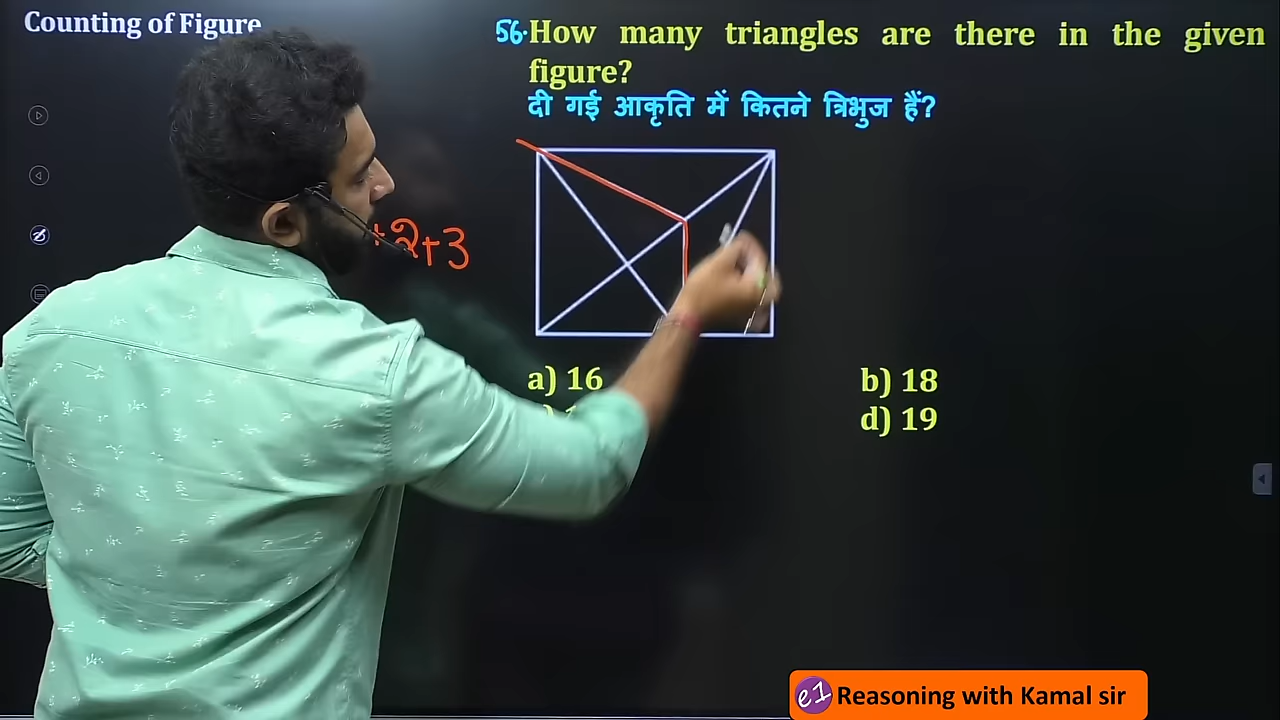 Counting of Figure
56. How many triangles are there in the given
figure?
दी गई आकृति में कितने त्रिभुज हैं?
+2+3
a) 16
b) 18
d) 19
e1 Reasoning with Kamal sir